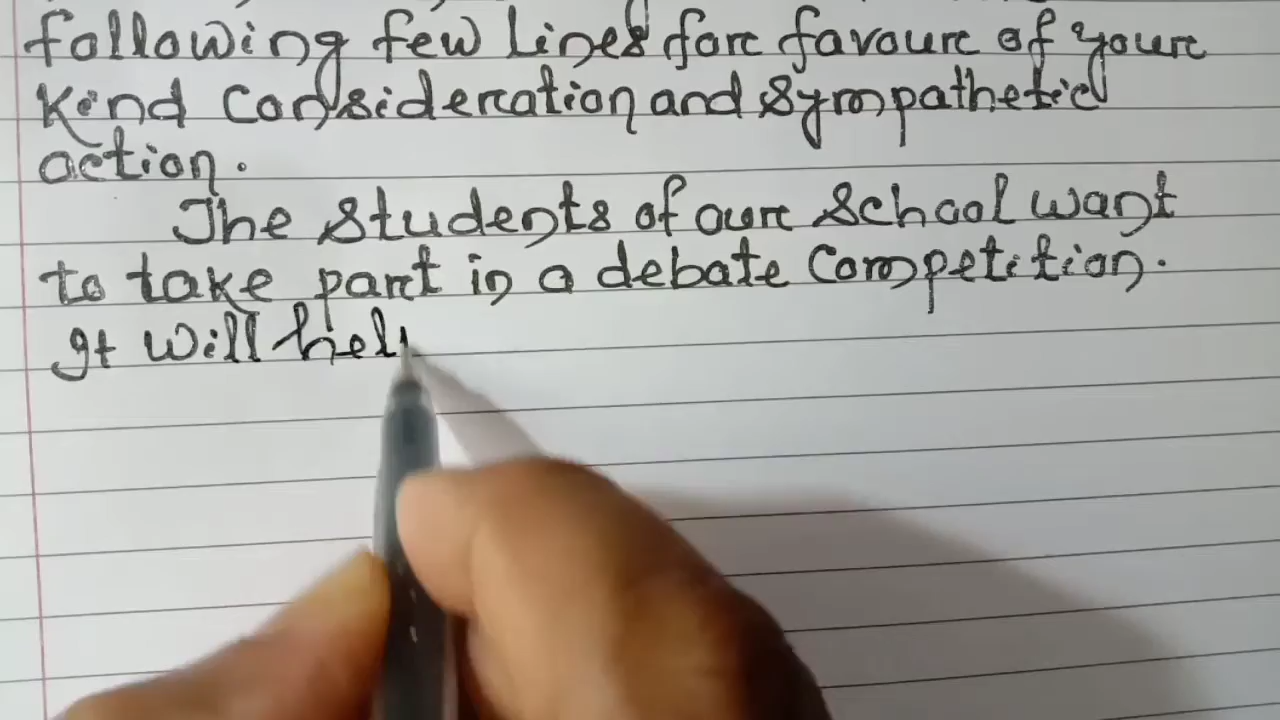 following few lines for favour of your
kind consideration and sympathetic
action.
The students of our school want
to take part in a debate competition.
It will hel